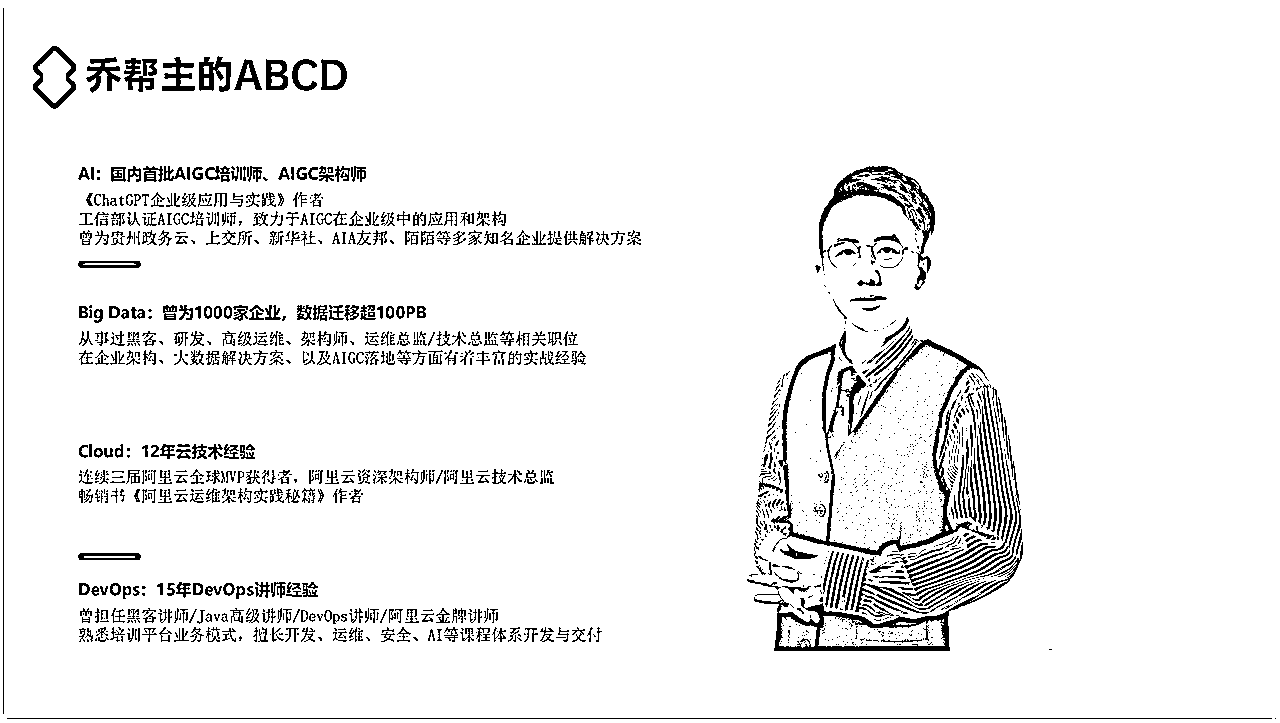 乔帮主的ABCD
AI：国内首批AIGC培训师、AIGC架构师
《ChatGPT企业级应用与实践》作者
工信部认证AIGC培训师，致力于AIGC在企业级中的应用和架构
曾为贵州政务云、上交所、新华社、AIA友邦、陌陌等多家知名企业提供解决方案
Big Data：曾为1000家企业，数据迁移超100PB
从事过黑客、研发、高级运维、架构师、运维总监/技术总监等相关职位
在企业架构、大数据解决方案、以及AIGC落地等方面有着丰富的实战经验
Cloud：12年云技术经验
连续三届阿里云全球MVP获得者，阿里云资深架构师/阿里云技术总监
畅销书《阿里云运维架构实践秘籍》作者
DevOps：15年DevOps讲师经验
曾担任黑客讲师/Java高级讲师/DevOps讲师/阿里云金牌讲师
熟悉培训平台业务模式，擅长开发、运维、安全、AI等课程体系开发与交付